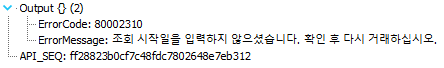 Output {} (2)
ErrorCode: 80002310
ErrorMessage: 조회 시작일을 입력하지 않으셨습니다. 확인 후 다시 거래하십시오.
API_SEQ: ff28823b0cf7c48fdc7802648e7eb312